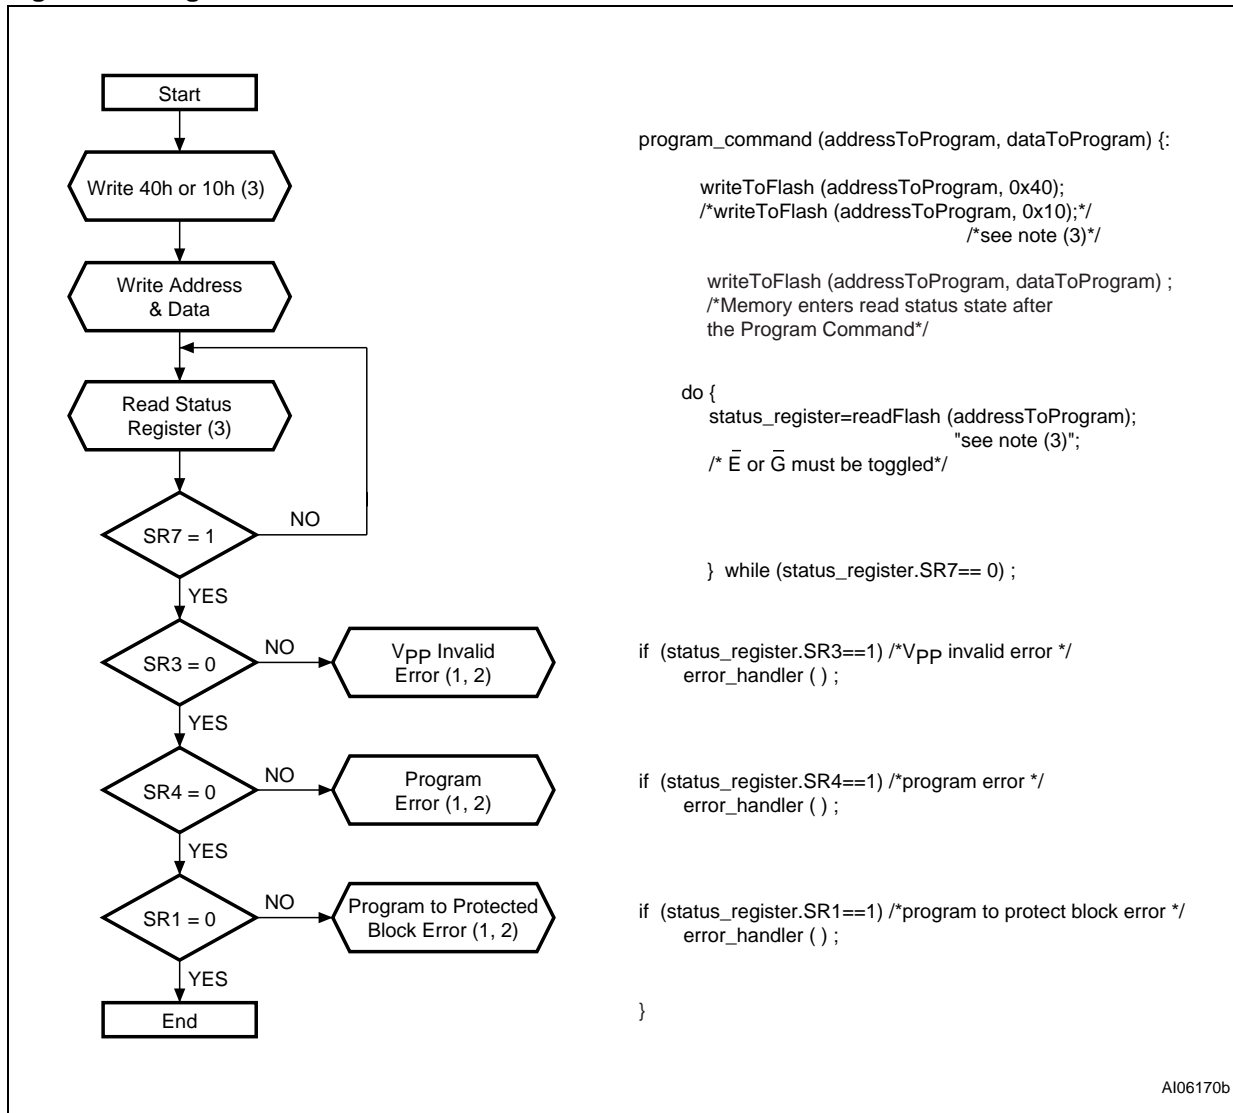 Start
Write 40h or 10h (3)
Write Address
& Data
Read Status
Register (3)
SR7 = 1
NO
YES
SR3 = 0
NO
VPP Invalid
Error (1, 2)
YES
SR4 = 0
NO
Program
Error (1, 2)
YES
SR1 = 0
NO
Program to Protected
Block Error (1, 2)
YES
End
program_command (addressToProgram, dataToProgram) {:
writeToFlash (addressToProgram, 0x40);
/*writeToFlash (addressToProgram, 0x10);*/
/*see note (3)*/
writeToFlash (addressToProgram, dataToProgram) ;
/*Memory enters read status state after
the Program Command*/
do {
status_register=readFlash (addressToProgram);
"see note (3)";
/* E̅ or G̅ must be toggled*/
} while (status_register.SR7== 0) ;
if (status_register.SR3==1) /*VPP invalid error */
error_handler ( ) ;
if (status_register.SR4==1) /*program error */
error_handler ( ) ;
if (status_register.SR1==1) /*program to protect block error */
error_handler ( ) ;
}
AI06170b